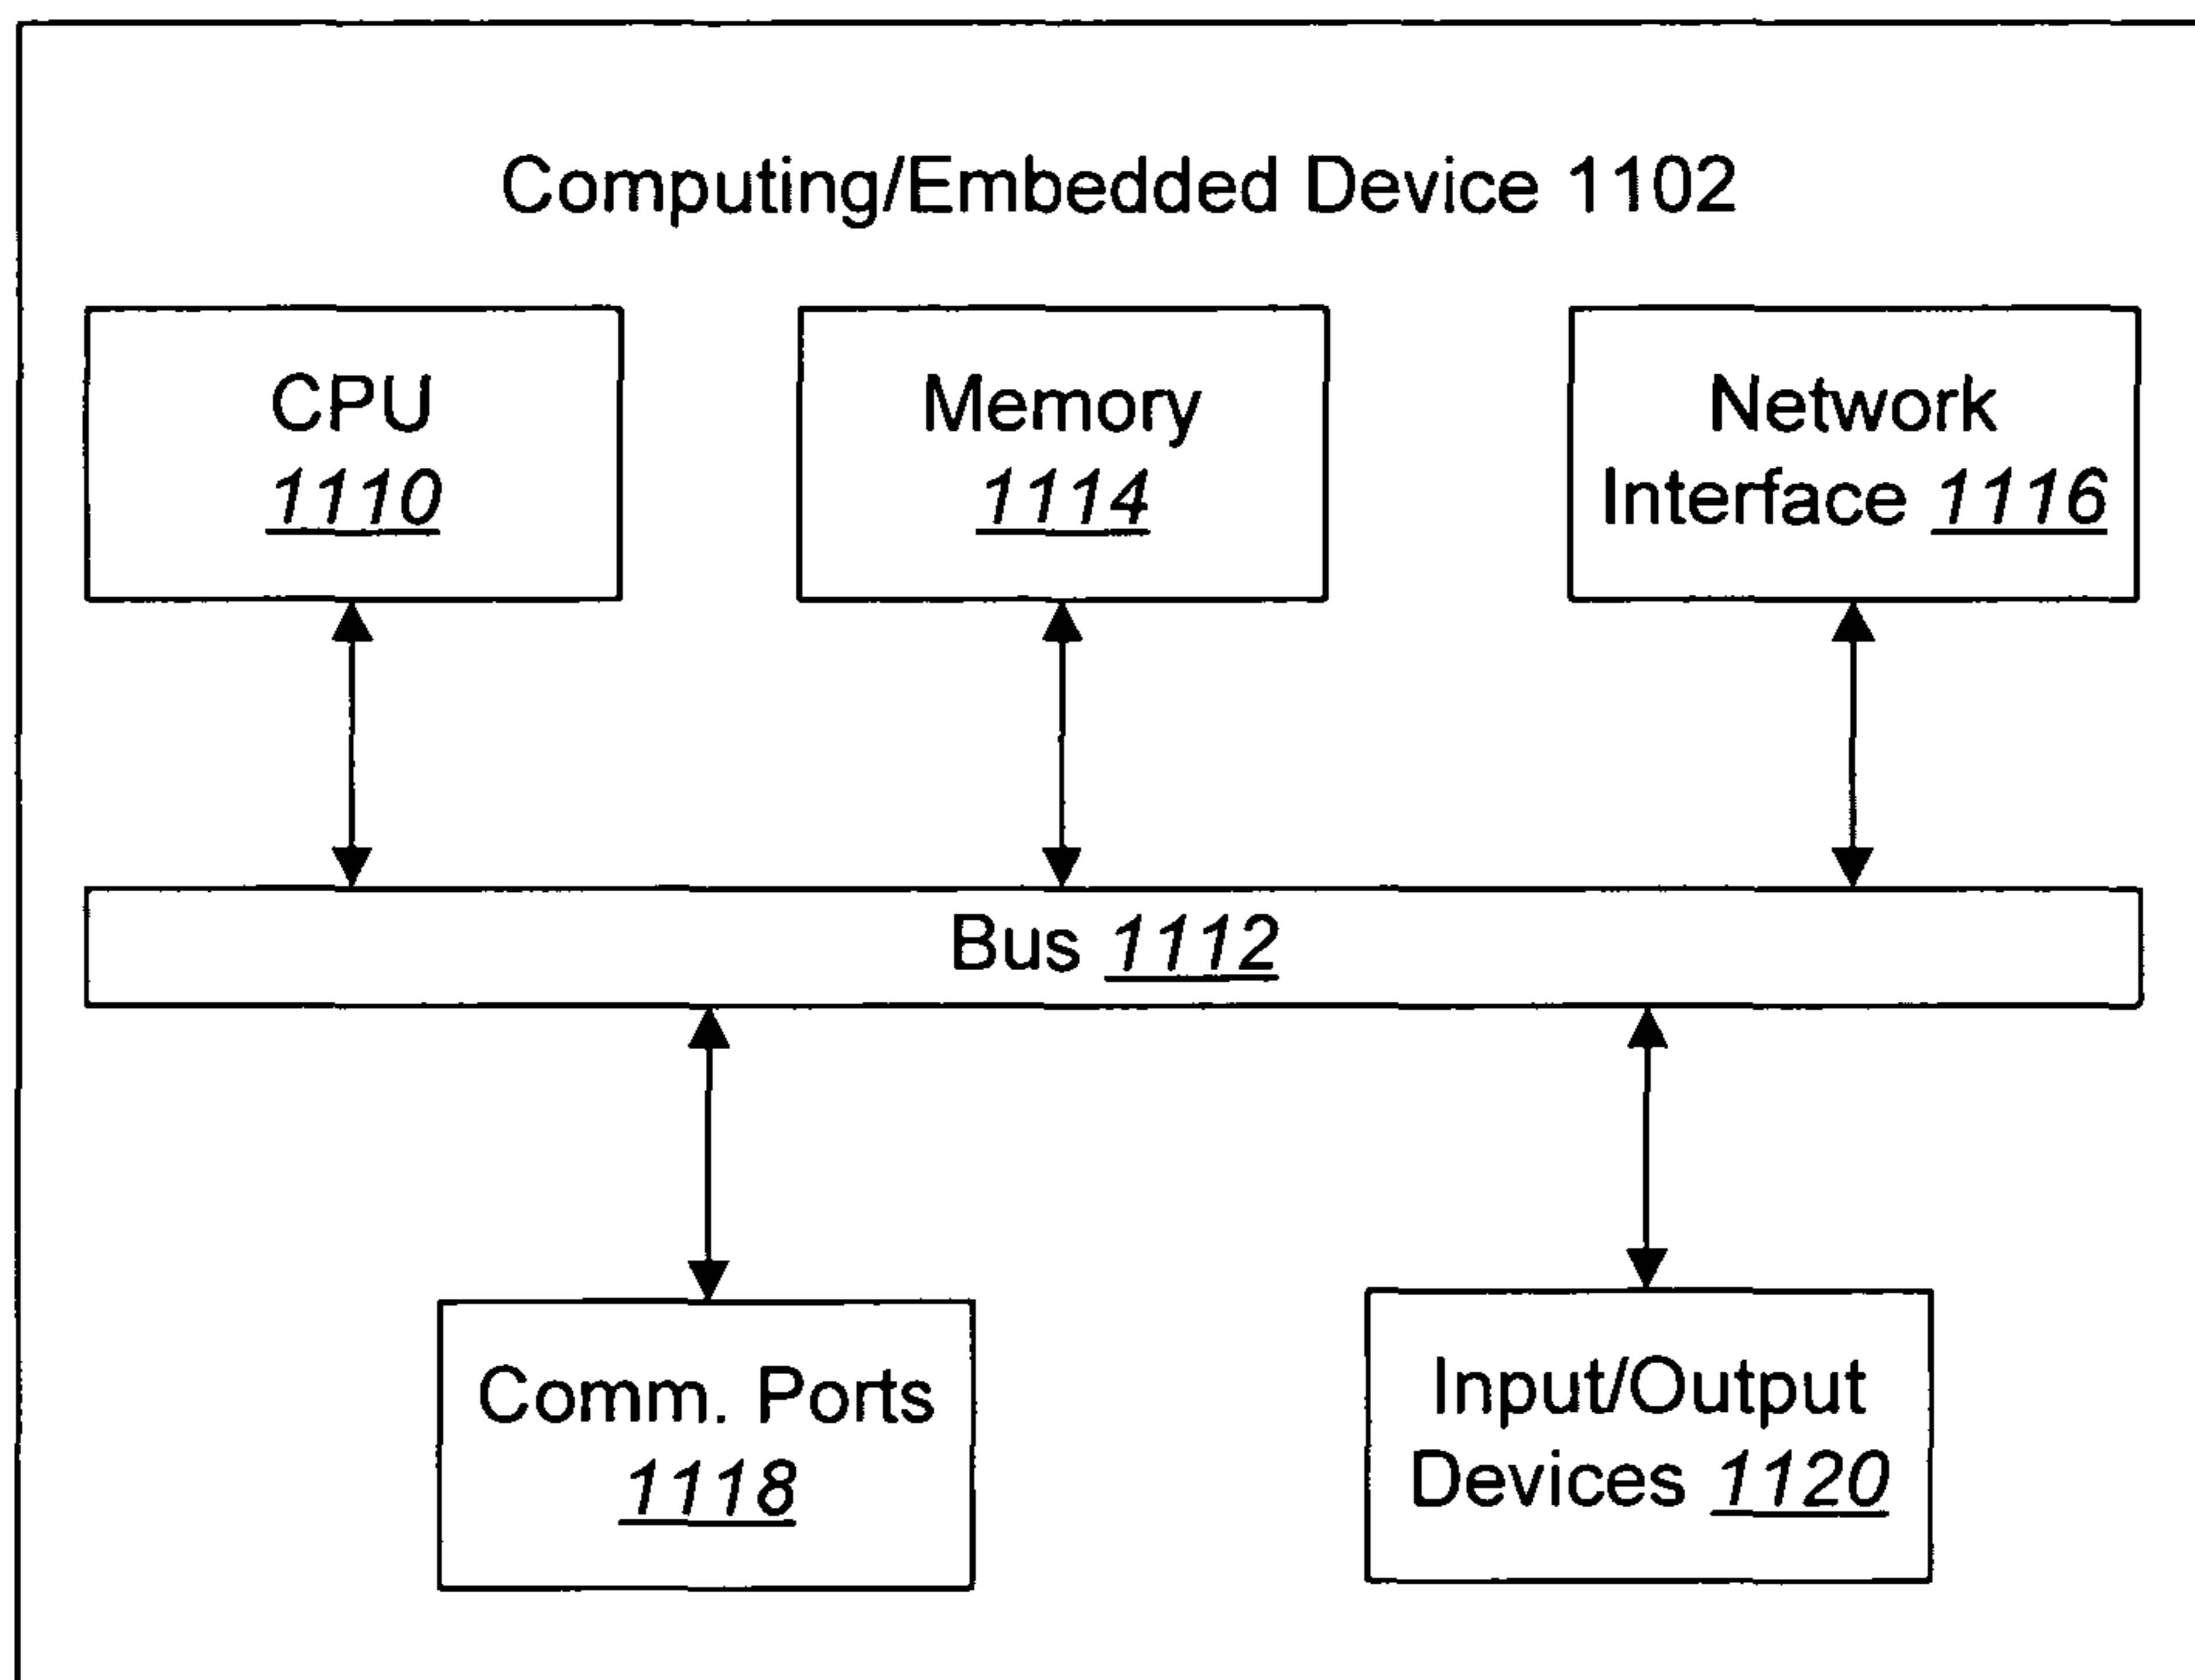 Computing/Embedded Device 1102
CPU
1110
Memory
1114
Network
Interface 1116
Bus 1112
Comm. Ports
1118
Input/Output
Devices 1120